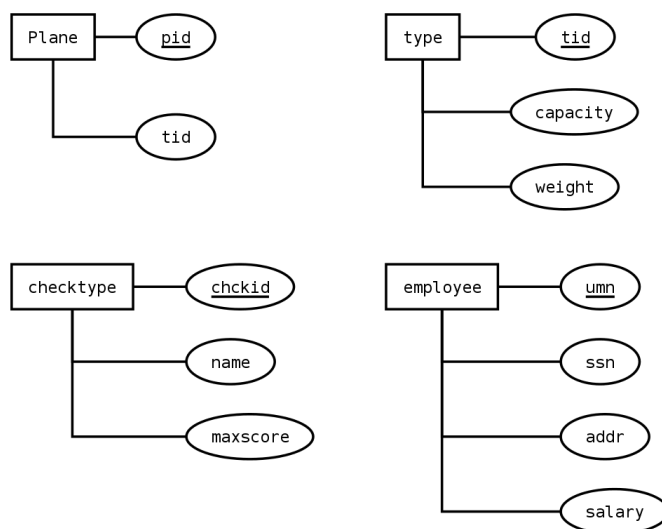 Plane
pid
tid
type
tid
capacity
weight
checktype
chckid
name
maxscore
employee
umn
ssn
addr
salary